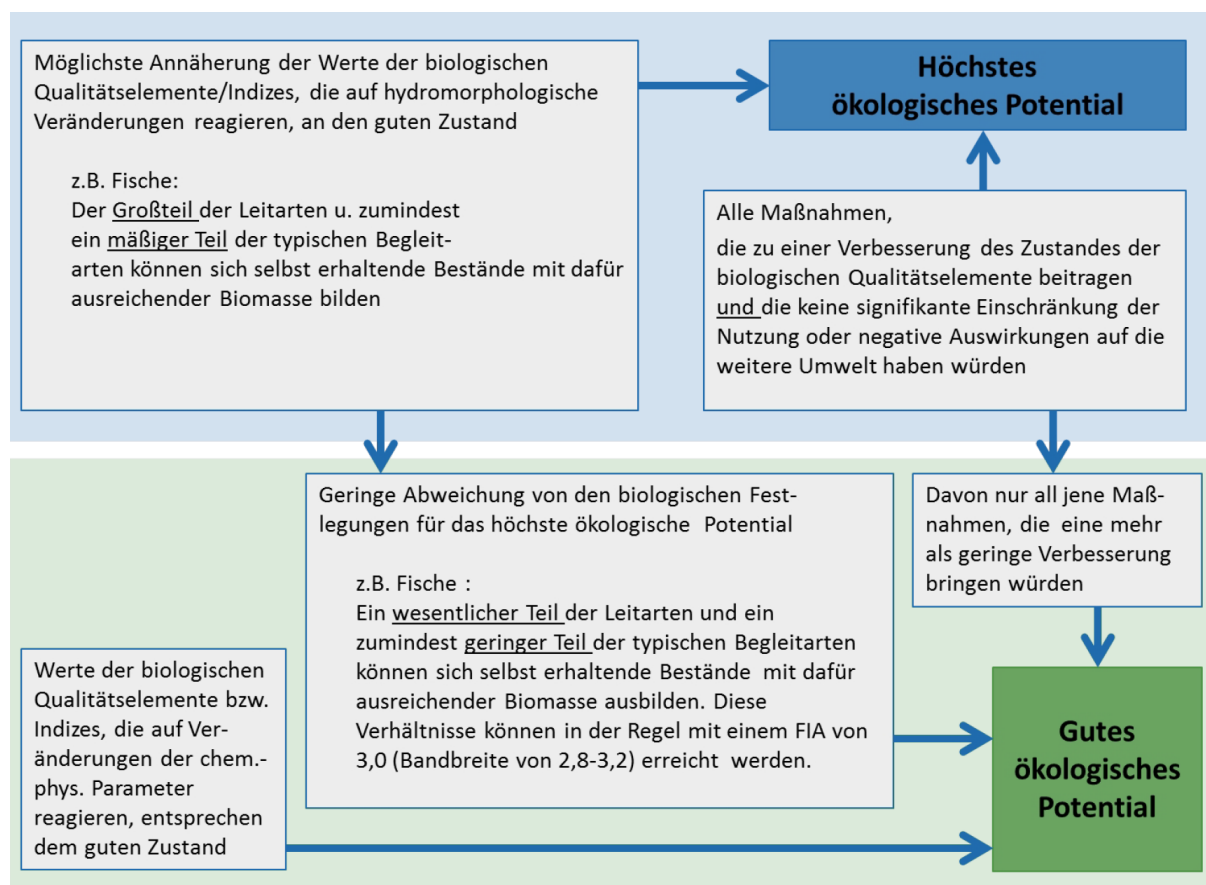 Möglichste Annäherung der Werte der biologischen
Qualitätselemente/Indizes, die auf hydromorphologische
Veränderungen reagieren, an den guten Zustand
z.B. Fische:
Der Großteil der Leitarten u. zumindest
ein mäßiger Teil der typischen Begleit-
arten können sich selbst erhaltende Bestände mit dafür
ausreichender Biomasse bilden
Höchstes
ökologisches Potential
Alle Maßnahmen,
die zu einer Verbesserung des Zustandes der
biologischen Qualitätselemente beitragen
und die keine signifikante Einschränkung der
Nutzung oder negative Auswirkungen auf die
weitere Umwelt haben würden
Geringe Abweichung von den biologischen Fest-
legungen für das höchste ökologische Potential
z.B. Fische :
Ein wesentlicher Teil der Leitarten und ein
zumindest geringer Teil der typischen Begleitarten
können sich selbst erhaltende Bestände mit dafür
ausreichender Biomasse ausbilden. Diese
Verhältnisse können in der Regel mit einem FIA von
3,0 (Bandbreite von 2,8-3,2) erreicht werden.
Davon nur all jene Maß-
nahmen, die eine mehr
als geringe Verbesserung
bringen würden
Werte der biologischen
Qualitätselemente bzw.
Indizes, die auf Ver-
änderungen der chem.-
phys. Parameter
reagieren, entsprechen
dem guten Zustand
Gutes
ökologisches
Potential